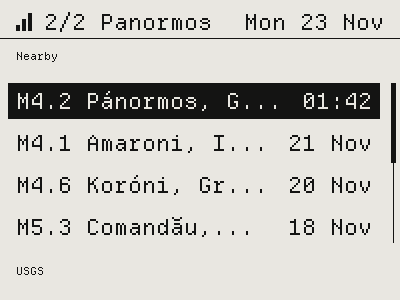 2/2 Panormos Mon 23 Nov
Nearby
M4.2 Pánormos, G... 01:42
M4.1 Amaroni, I... 21 Nov
M4.6 Koróni, Gr... 20 Nov
M5.3 Comandău,... 18 Nov
USGS